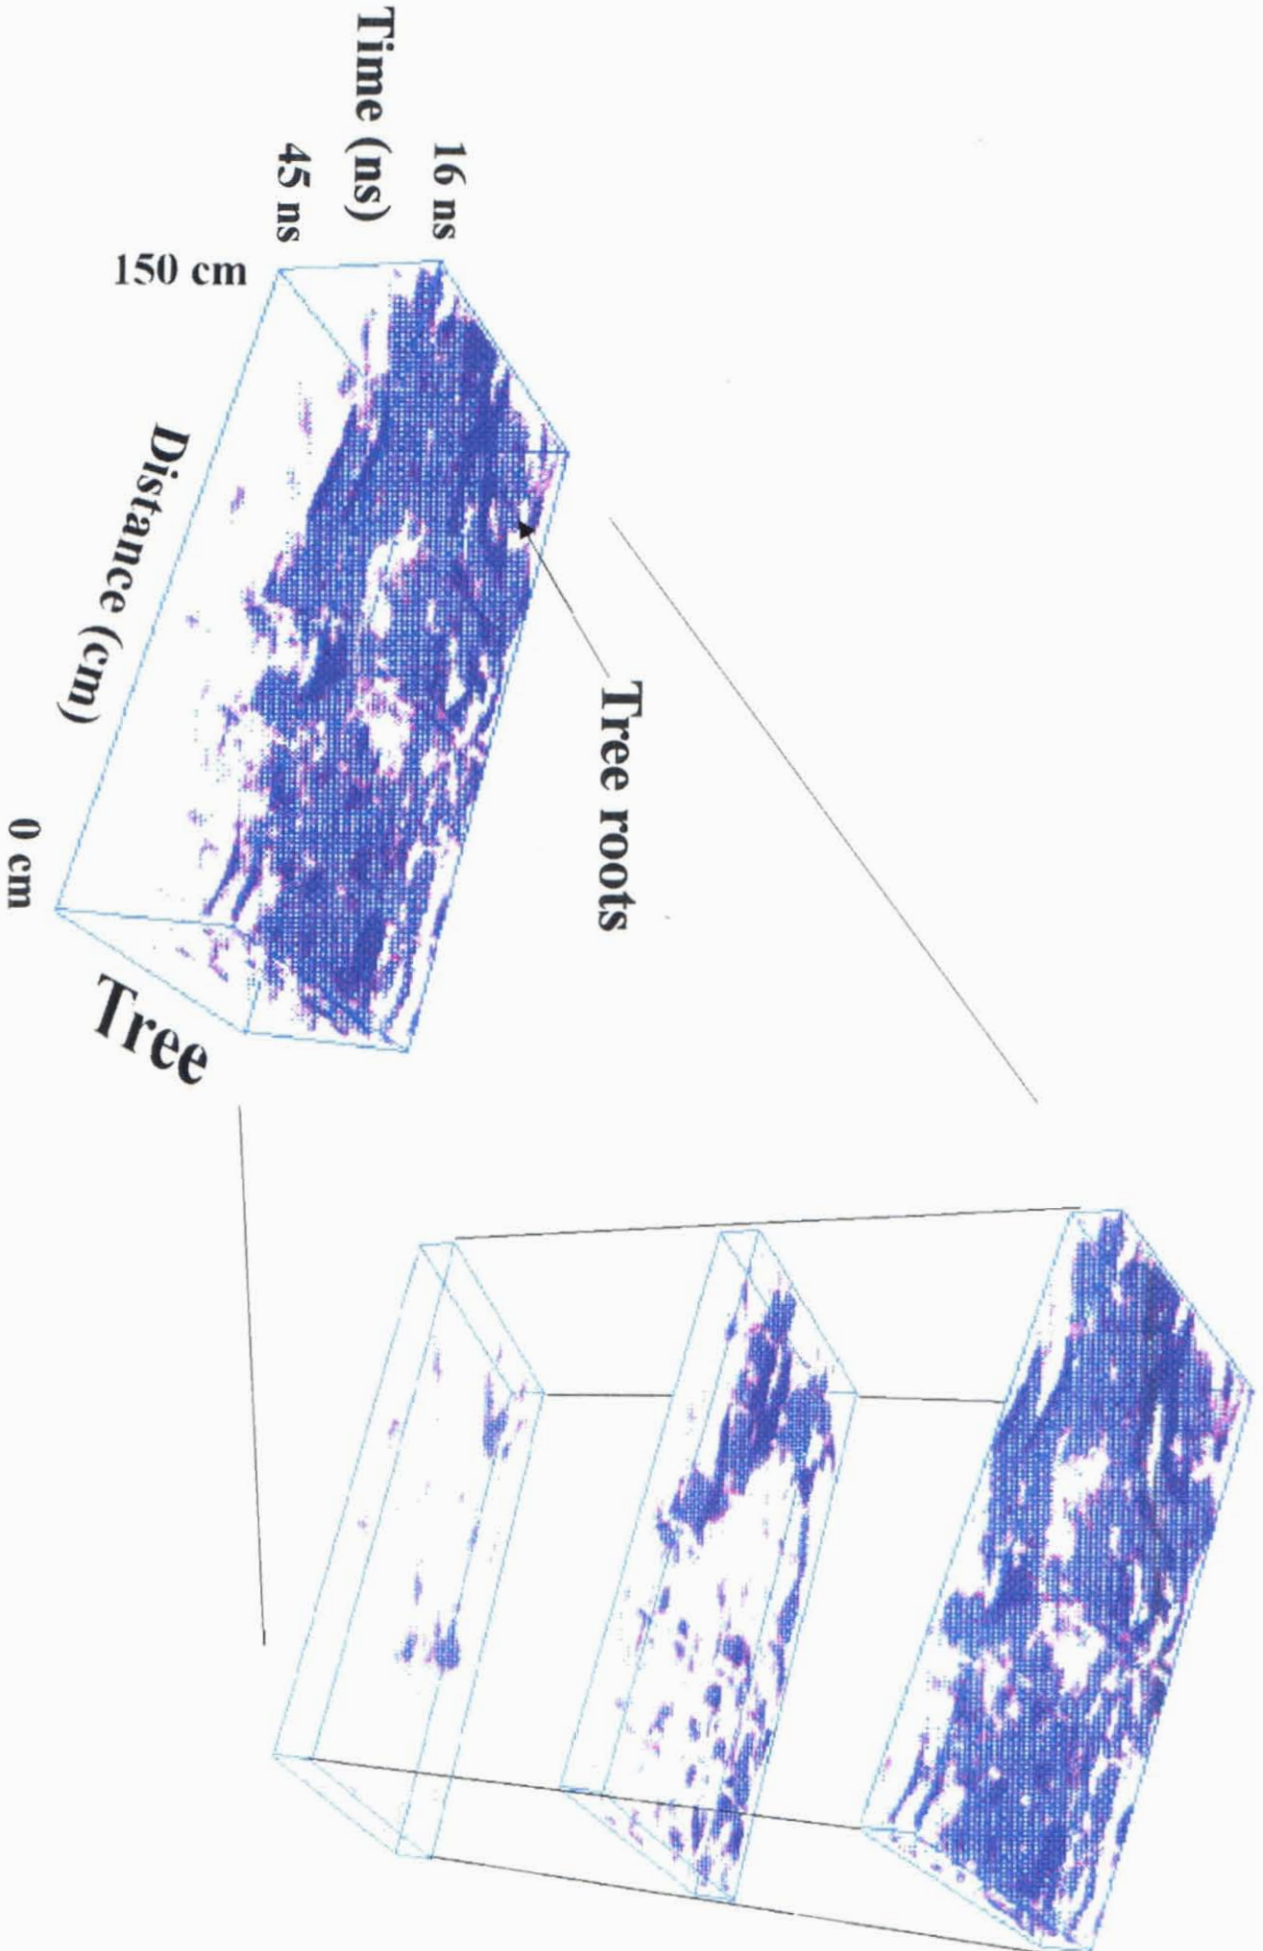 Time (ns)
16 ns
45 ns
150 cm
Distance (cm)
0 cm
Tree
Tree roots